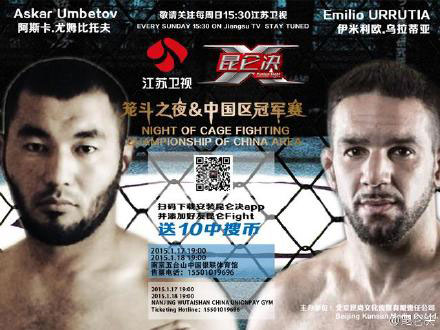 Askar Umbetov
阿斯卡.尤姆比托夫
敬请关注每周日15:30江苏卫视
EVERY SUNDAY 15:30 ON Jiangsu TV STAY TUNED
Emilio URRUTIA
伊米利欧.乌拉蒂亚
江苏卫视
昆仑决
笼斗之夜&中国区冠军赛
NIGHT OF CAGE FIGHTING
CHAMPIONSHIP OF CHINA AREA
扫码下载安装昆仑决app
并添加好友昆仑Fight
送10中搜币
2015.1.17 19:00
2015.1.18 19:00
南京五台山中国银联体育馆
售票电话：15501019696
2015.1.17 19:00
2015.1.18 19:00
NANJING WUTAISHAN CHINA UNIONPAY GYM
Ticketing Hotline: 15501019696